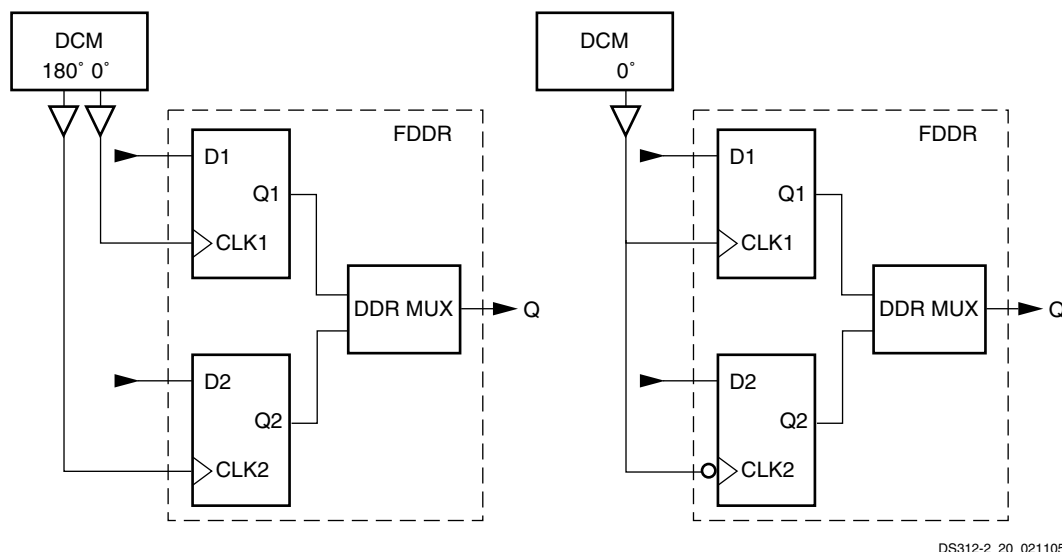 DCM
180° 0°
FDDR
D1
Q1
CLK1
DDR MUX
Q
D2
Q2
CLK2
DCM
0°
FDDR
D1
Q1
CLK1
DDR MUX
Q
D2
Q2
CLK2
DS312-2_20_021105